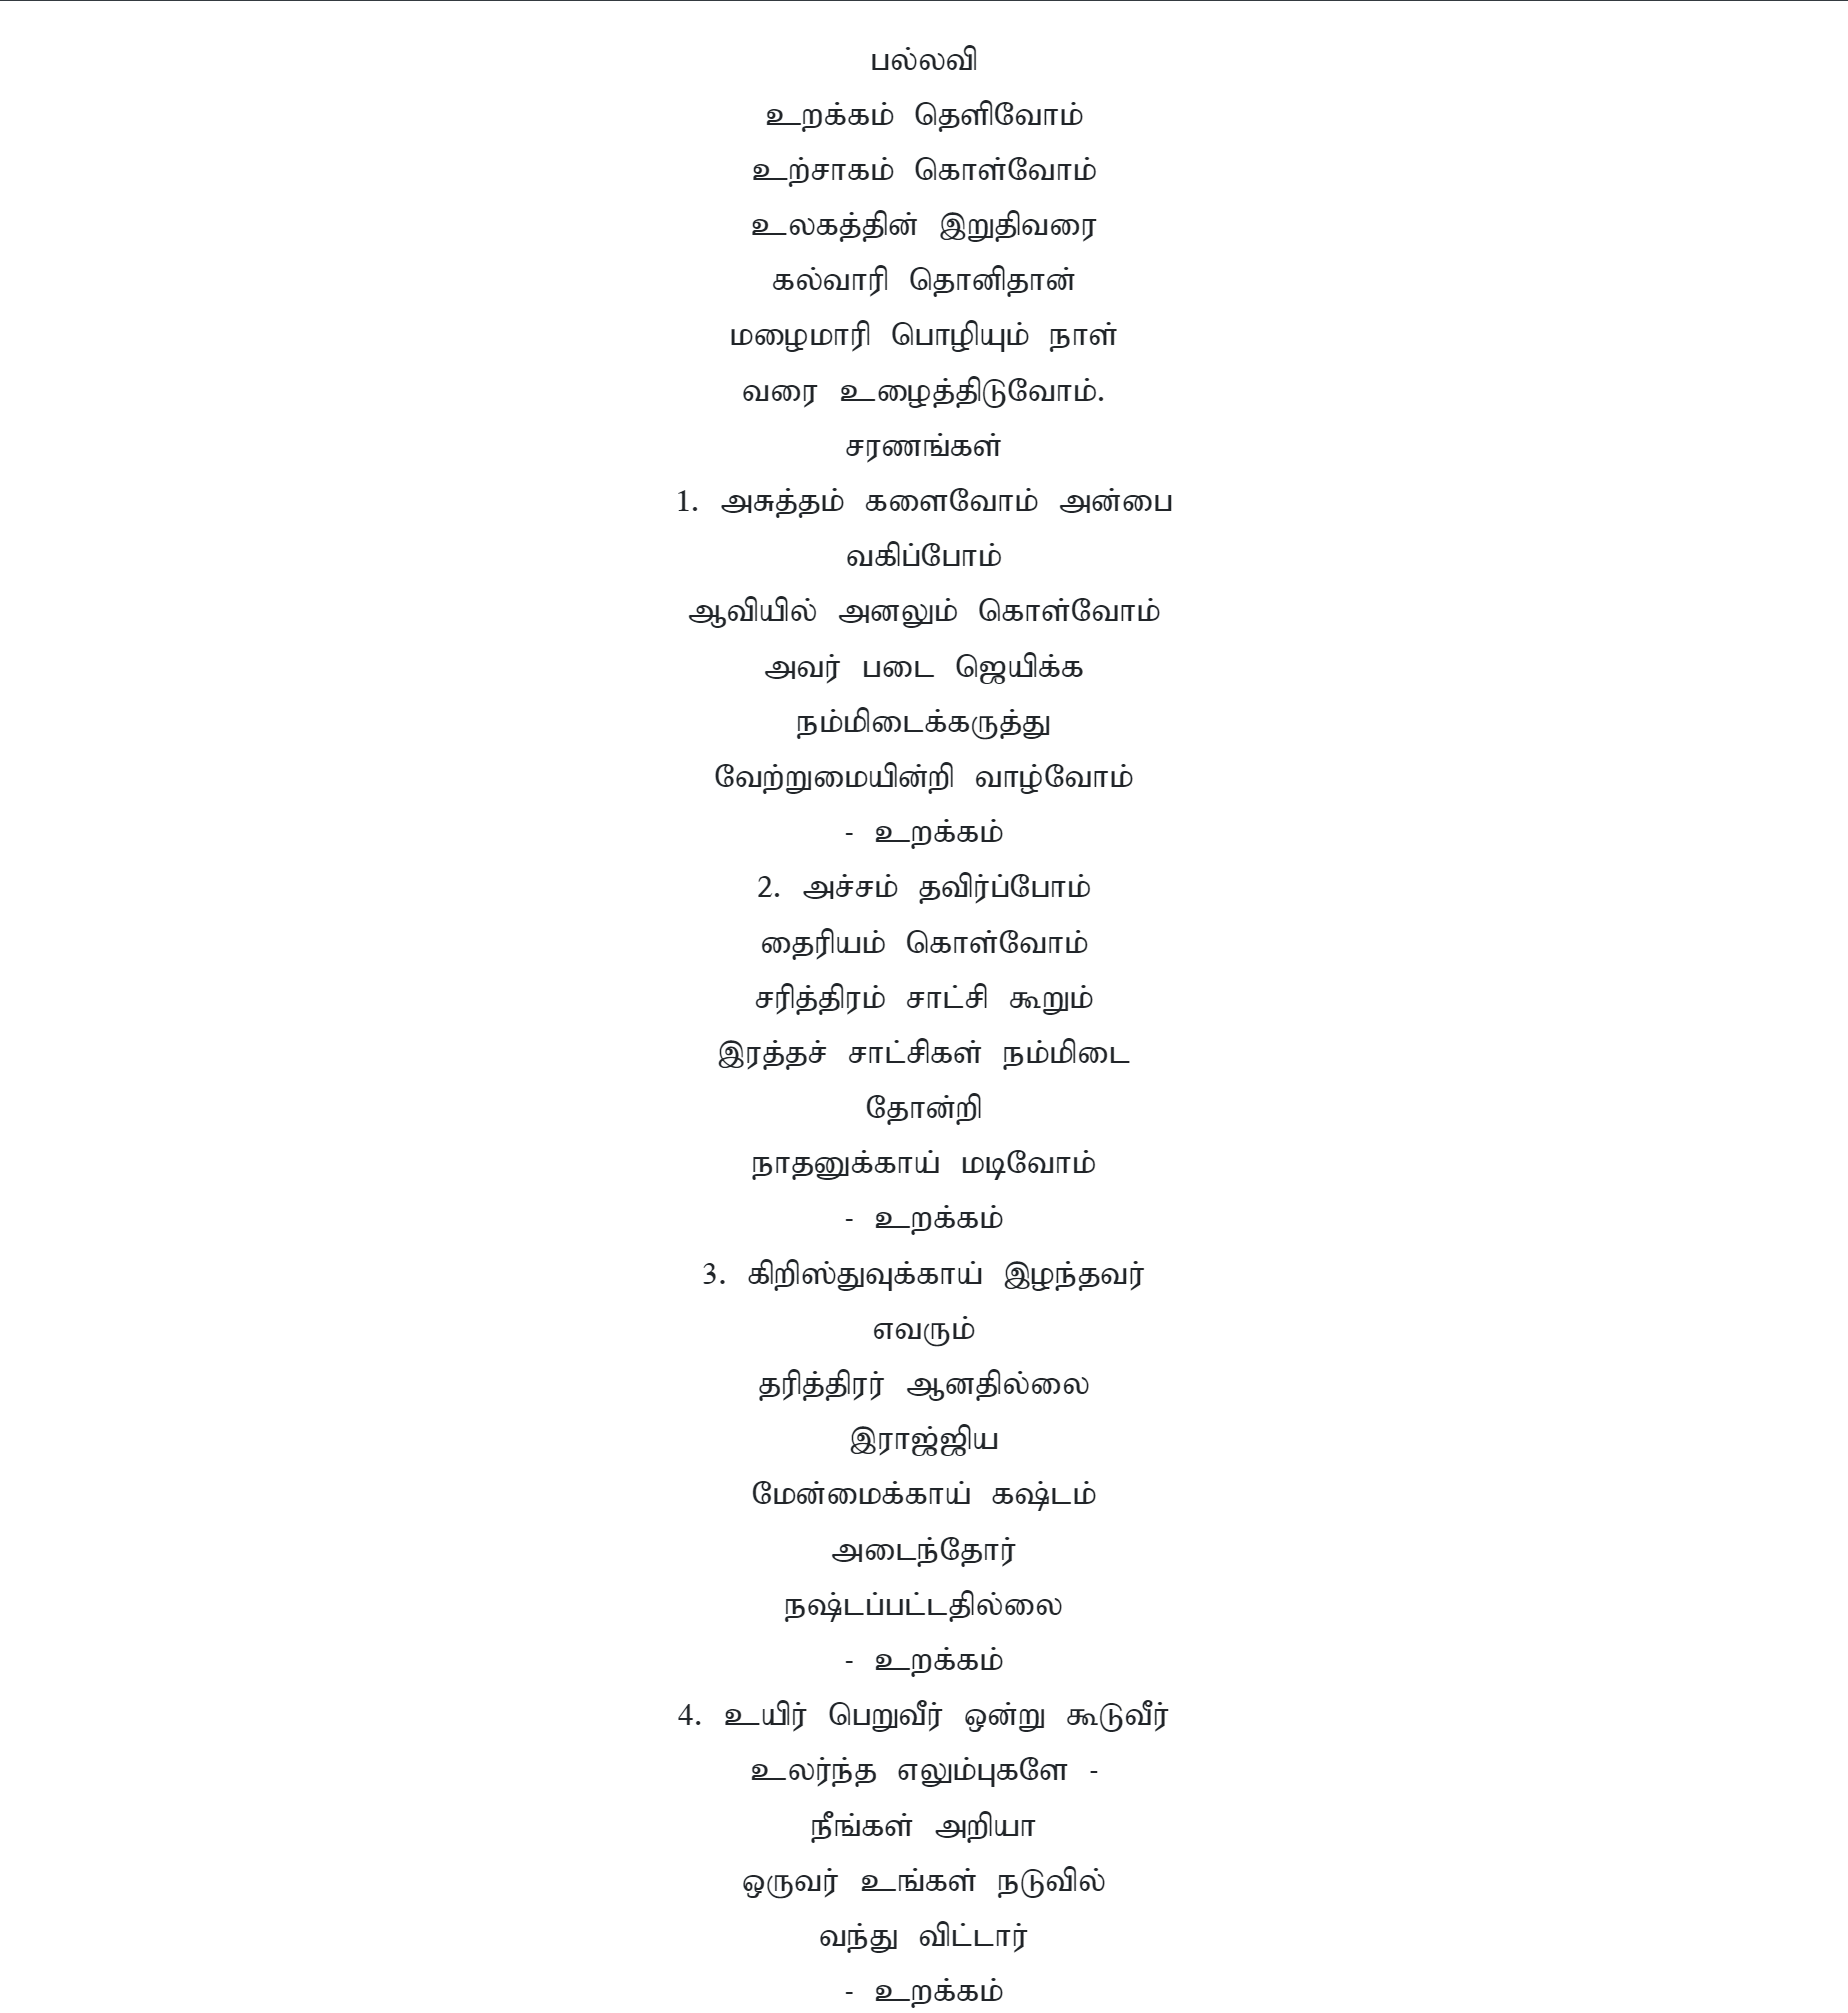 பல்லவி
உறக்கம் தெளிவோம்
உற்சாகம் கொள்வோம்
உலகத்தின் இறுதிவரை
கல்வாரி தொனிதான்
மழைமாரி பொழியும் நாள்
வரை உழைத்திடுவோம்.
சரணங்கள்
1. அசுத்தம் களைவோம் அன்பை
வகிப்போம்
ஆவியில் அனலும் கொள்வோம்
அவர் படை ஜெயிக்க
நம்மிடைக்கருத்து
வேற்றுமையின்றி வாழ்வோம்
- உறக்கம்
2. அச்சம் தவிர்ப்போம்
தைரியம் கொள்வோம்
சரித்திரம் சாட்சி கூறும்
இரத்தச் சாட்சிகள் நம்மிடை
தோன்றி
நாதனுக்காய் மடிவோம்
- உறக்கம்
3. கிறிஸ்துவுக்காய் இழந்தவர்
எவரும்
தரித்திரர் ஆனதில்லை
இராஜ்ஜிய
மேன்மைக்காய் கஷ்டம்
அடைந்தோர்
நஷ்டப்பட்டதில்லை
- உறக்கம்
4. உயிர் பெறுவீர் ஒன்று கூடுவீர்
உலர்ந்த எலும்புகளே -
நீங்கள் அறியா
ஒருவர் உங்கள் நடுவில்
வந்து விட்டார்
- உறக்கம்